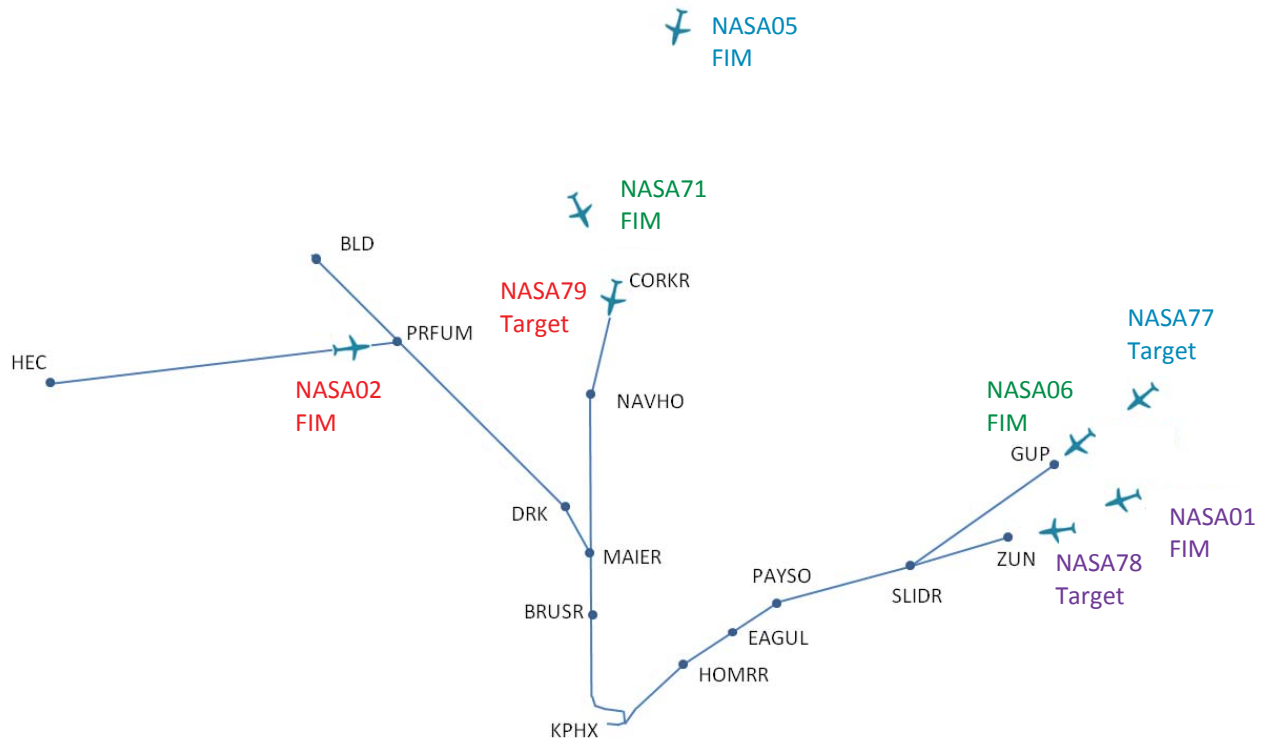 NASA05
FIM
NASA71
FIM
BLD
CORKR
NASA79
Target
NASA77
Target
PRFUM
HEC
NASA02
FIM
NAVHO
NASA06
FIM
GUP
DRK
NASA01
FIM
MAIER
ZUN
NASA78
Target
PAYSO
SLIDR
BRUSR
EAGUL
HOMRR
KPHX